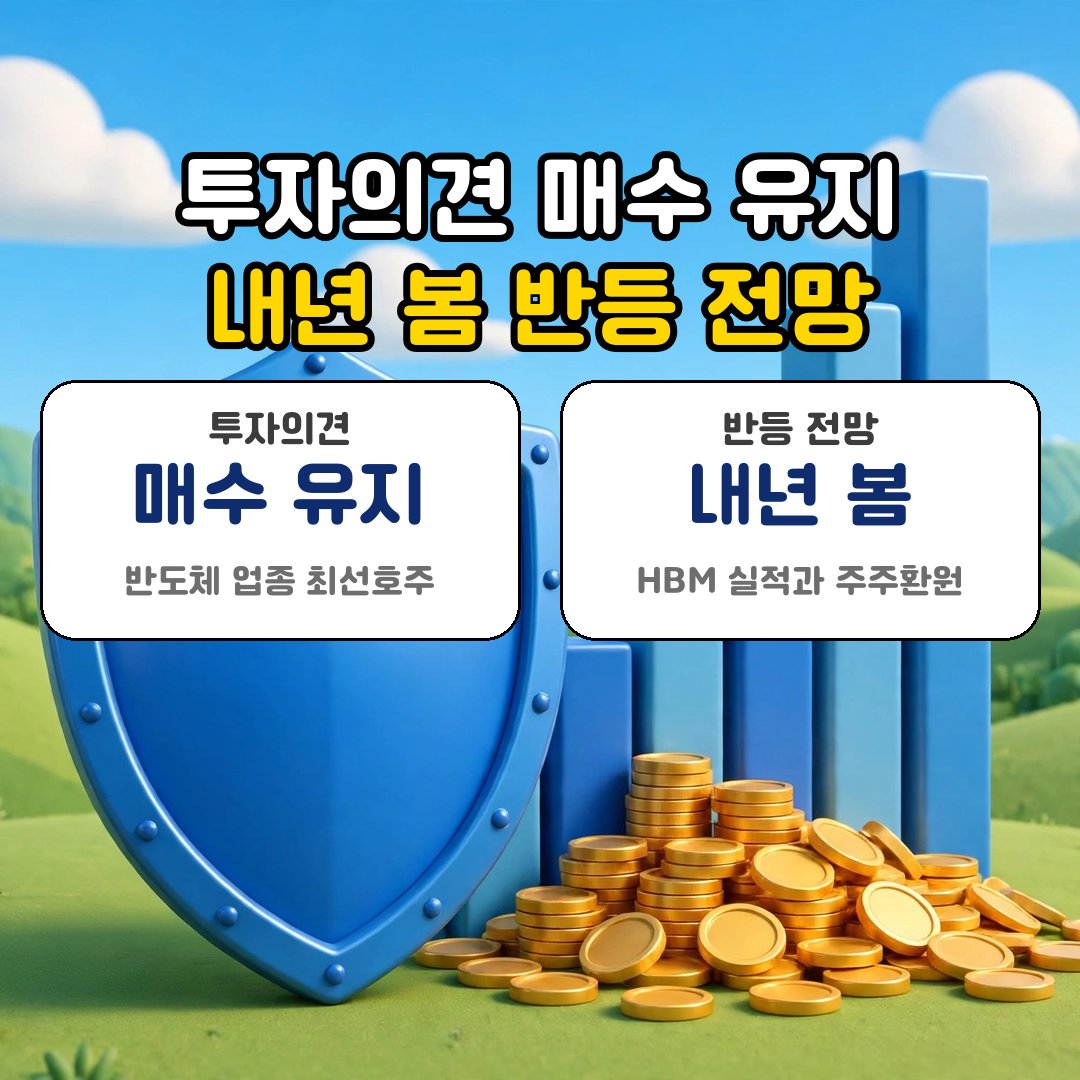 투자의견 매수 유지
내년 봄 반등 전망
투자의견
매수 유지
반도체 업종 최선호주
반등 전망
내년 봄
HBM 실적과 주주환원